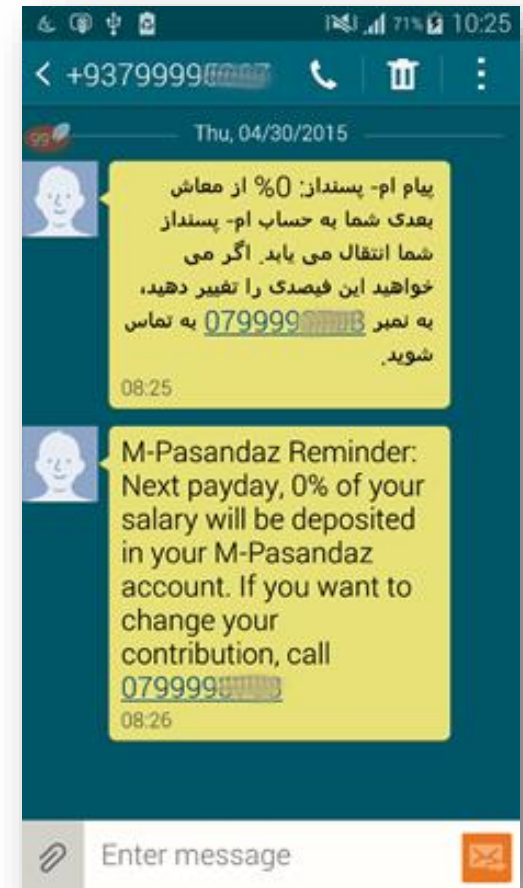 71% 10:25
< +9379999
99
Thu, 04/30/2015
پیام ام- پسنداز: 0% از معاش
بعدی شما به حساب ام- پسنداز
شما انتقال می یابد. اگر می
خواهید این فیصدی را تغییر دهید،
به نمبر 079999 به تماس
شوید.
08:25
M-Pasandaz Reminder:
Next payday, 0% of your
salary will be deposited
in your M-Pasandaz
account. If you want to
change your
contribution, call
079999
08:26
Enter message